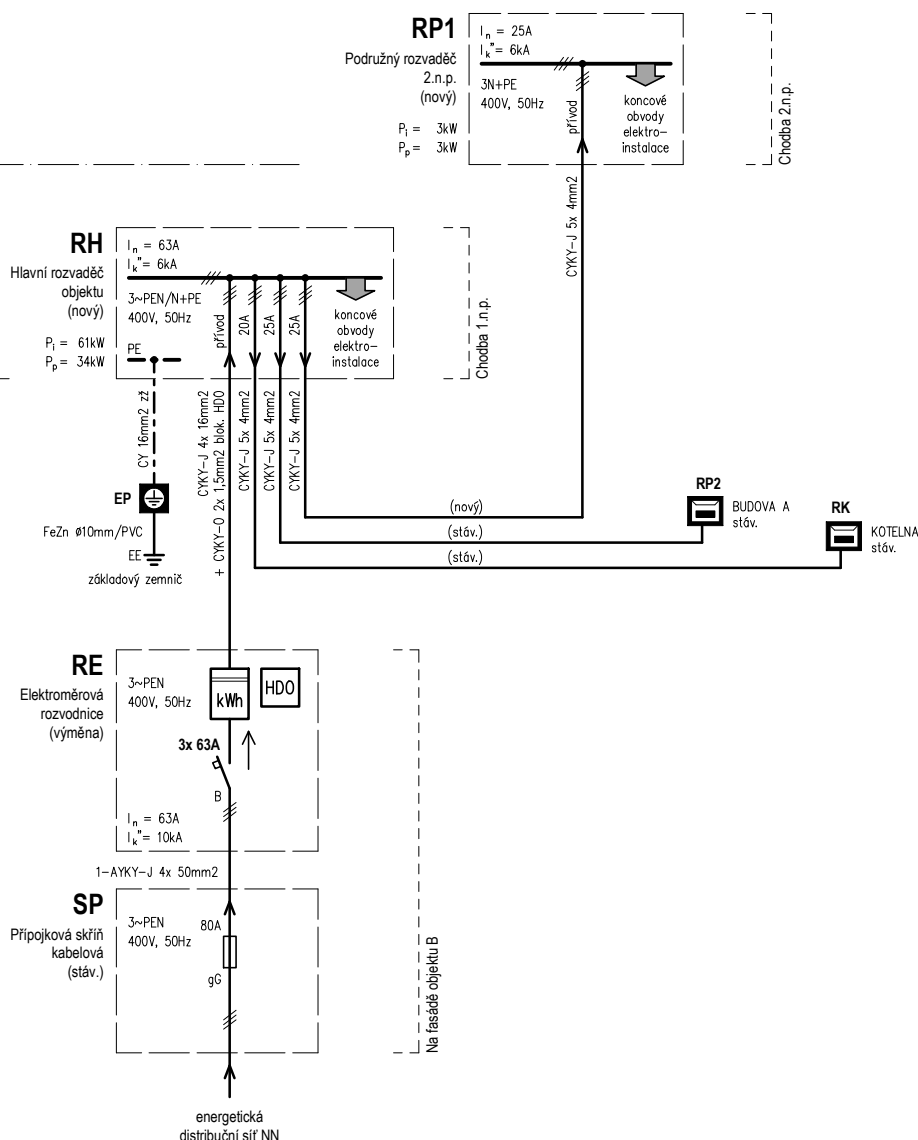 RP1
Podružný rozvaděč
2.n.p.
(nový)
Pi = 3kW
Pp = 3kW
In = 25A
Ik"= 6kA
3N+PE
400V, 50Hz
přívod
koncové
obvody
elektro-
instalace
Chodba 2.n.p.
CYKY-J 5x 4mm2
RH
Hlavní rozvaděč
objektu
(nový)
Pi = 61kW
Pp = 34kW
In = 63A
Ik"= 6kA
3~PEN/N+PE
400V, 50Hz
PE
přívod
20A
25A
25A
koncové
obvody
elektro-
instalace
Chodba 1.n.p.
CY 16mm2 zž
CYKY-J 4x 16mm2
+ CYKY-O 2x 1,5mm2 blok. HDO
CYKY-J 5x 4mm2
CYKY-J 5x 4mm2
CYKY-J 5x 4mm2
EP
FeZn ø10mm/PVC
EE
základový zemnič
(nový)
(stáv.)
(stáv.)
RP2
BUDOVA A
stáv.
RK
KOTELNA
stáv.
RE
Elektroměrová
rozvodnice
(výměna)
3~PEN
400V, 50Hz
kWh
HDO
3x 63A
B
In = 63A
Ik"= 10kA
1-AYKY-J 4x 50mm2
SP
Přípojková skříň
kabelová
(stáv.)
3~PEN
400V, 50Hz
80A
gG
Na fasádě objektu B
energetická
distribuční síť NN